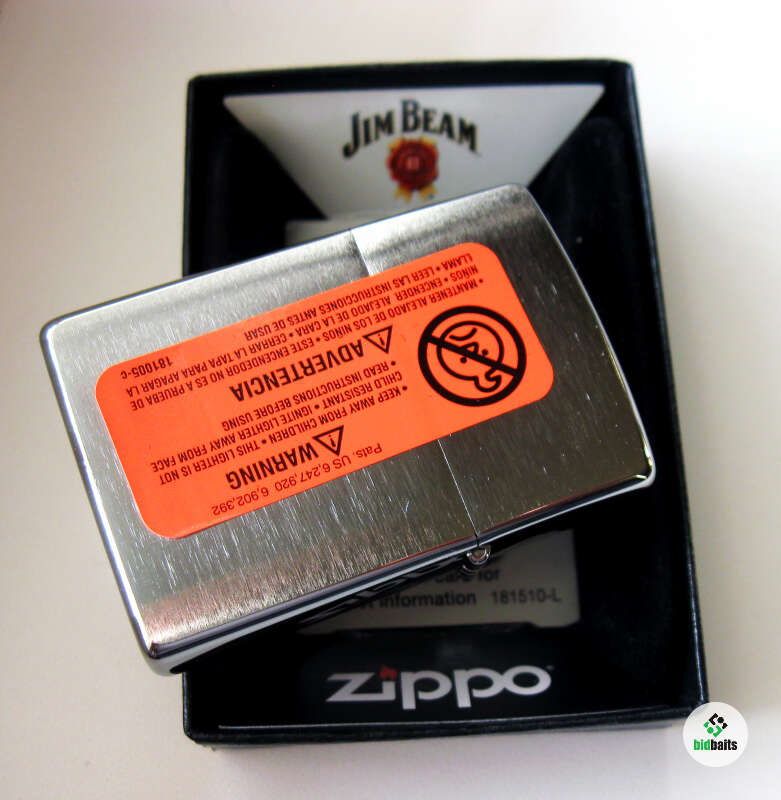 JIM BEAM
Pats. US 6,247,920 6,902,392
WARNING
• KEEP AWAY FROM CHILDREN • THIS LIGHTER IS NOT
CHILD RESISTANT • IGNITE LIGHTER AWAY FROM FACE
• READ INSTRUCTIONS BEFORE USING
ADVERTENCIA
• MANTENER ALEJADO DE LOS NIÑOS • ESTE ENCENDEDOR NO ES A PRUEBA DE
NIÑOS • ENCENDER ALEJADO DE LA CARA • CERRAR LA TAPA PARA APAGAR LA
LLAMA • LEER LAS INSTRUCCIONES ANTES DE USAR
181005-c
care for
information 181510-L
zippo
bidbaits